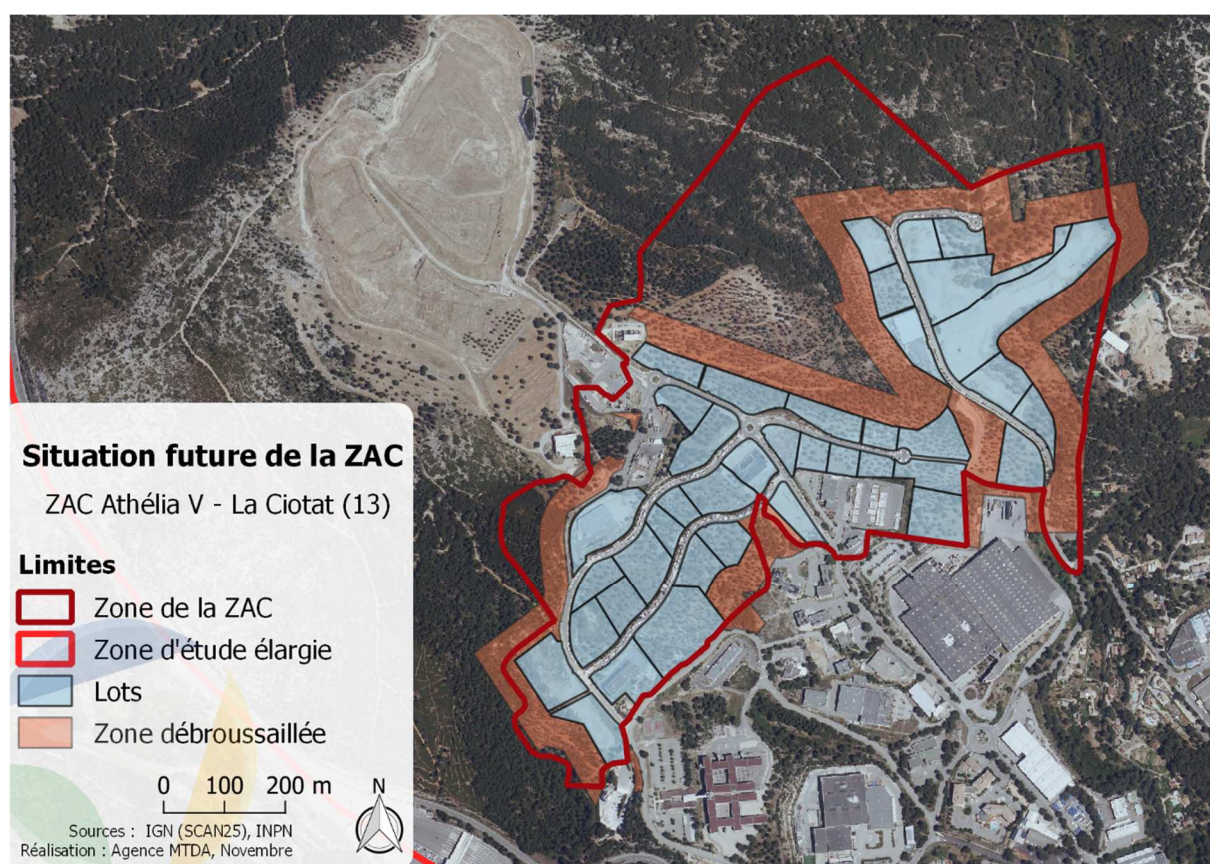 Situation future de la ZAC
ZAC Athélia V - La Ciotat (13)
Limites
Zone de la ZAC
Zone d'étude élargie
Lots
Zone débroussaillée
0 100 200 m
N
Sources : IGN (SCAN25), INPN
Réalisation : Agence MTDA, Novembre